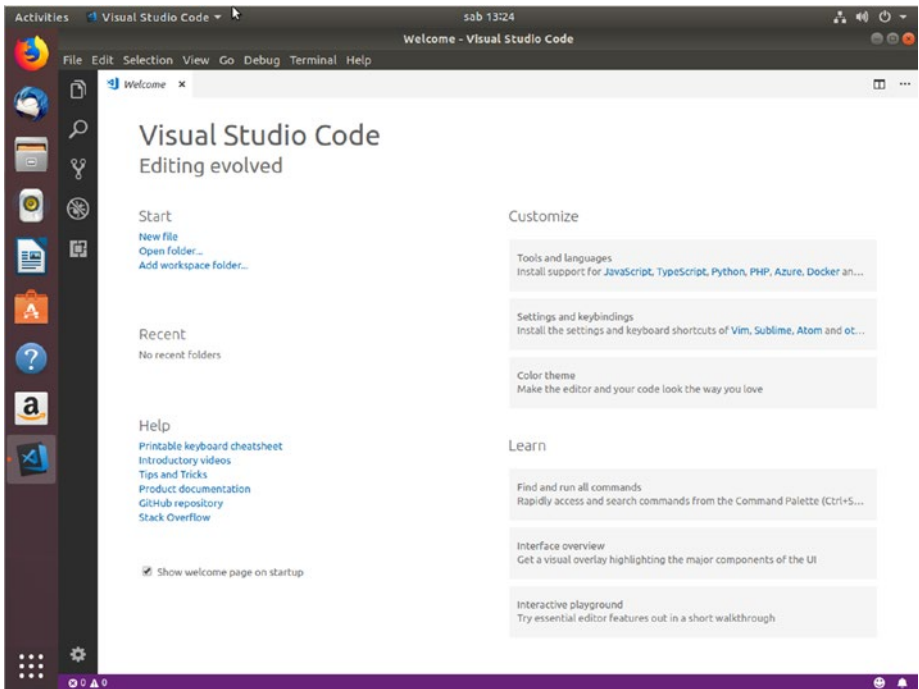 Activities Visual Studio Code sab 13:24
Welcome - Visual Studio Code
File Edit Selection View Go Debug Terminal Help
Welcome
Visual Studio Code
Editing evolved
Start
New file
Open folder...
Add workspace folder...
Recent
No recent folders
Help
Printable keyboard cheatsheet
Introductory videos
Tips and Tricks
Product documentation
GitHub repository
Stack Overflow
Show welcome page on startup
Customize
Tools and languages
Install support for JavaScript, TypeScript, Python, PHP, Azure, Docker an...
Settings and keybindings
Install the settings and keyboard shortcuts of Vim, Sublime, Atom and ot...
Color theme
Make the editor and your code look the way you love
Learn
Find and run all commands
Rapidly access and search commands from the Command Palette (Ctrl+S...
Interface overview
Get a visual overlay highlighting the major components of the UI
Interactive playground
Try essential editor features out in a short walkthrough
a
A
?
0 0